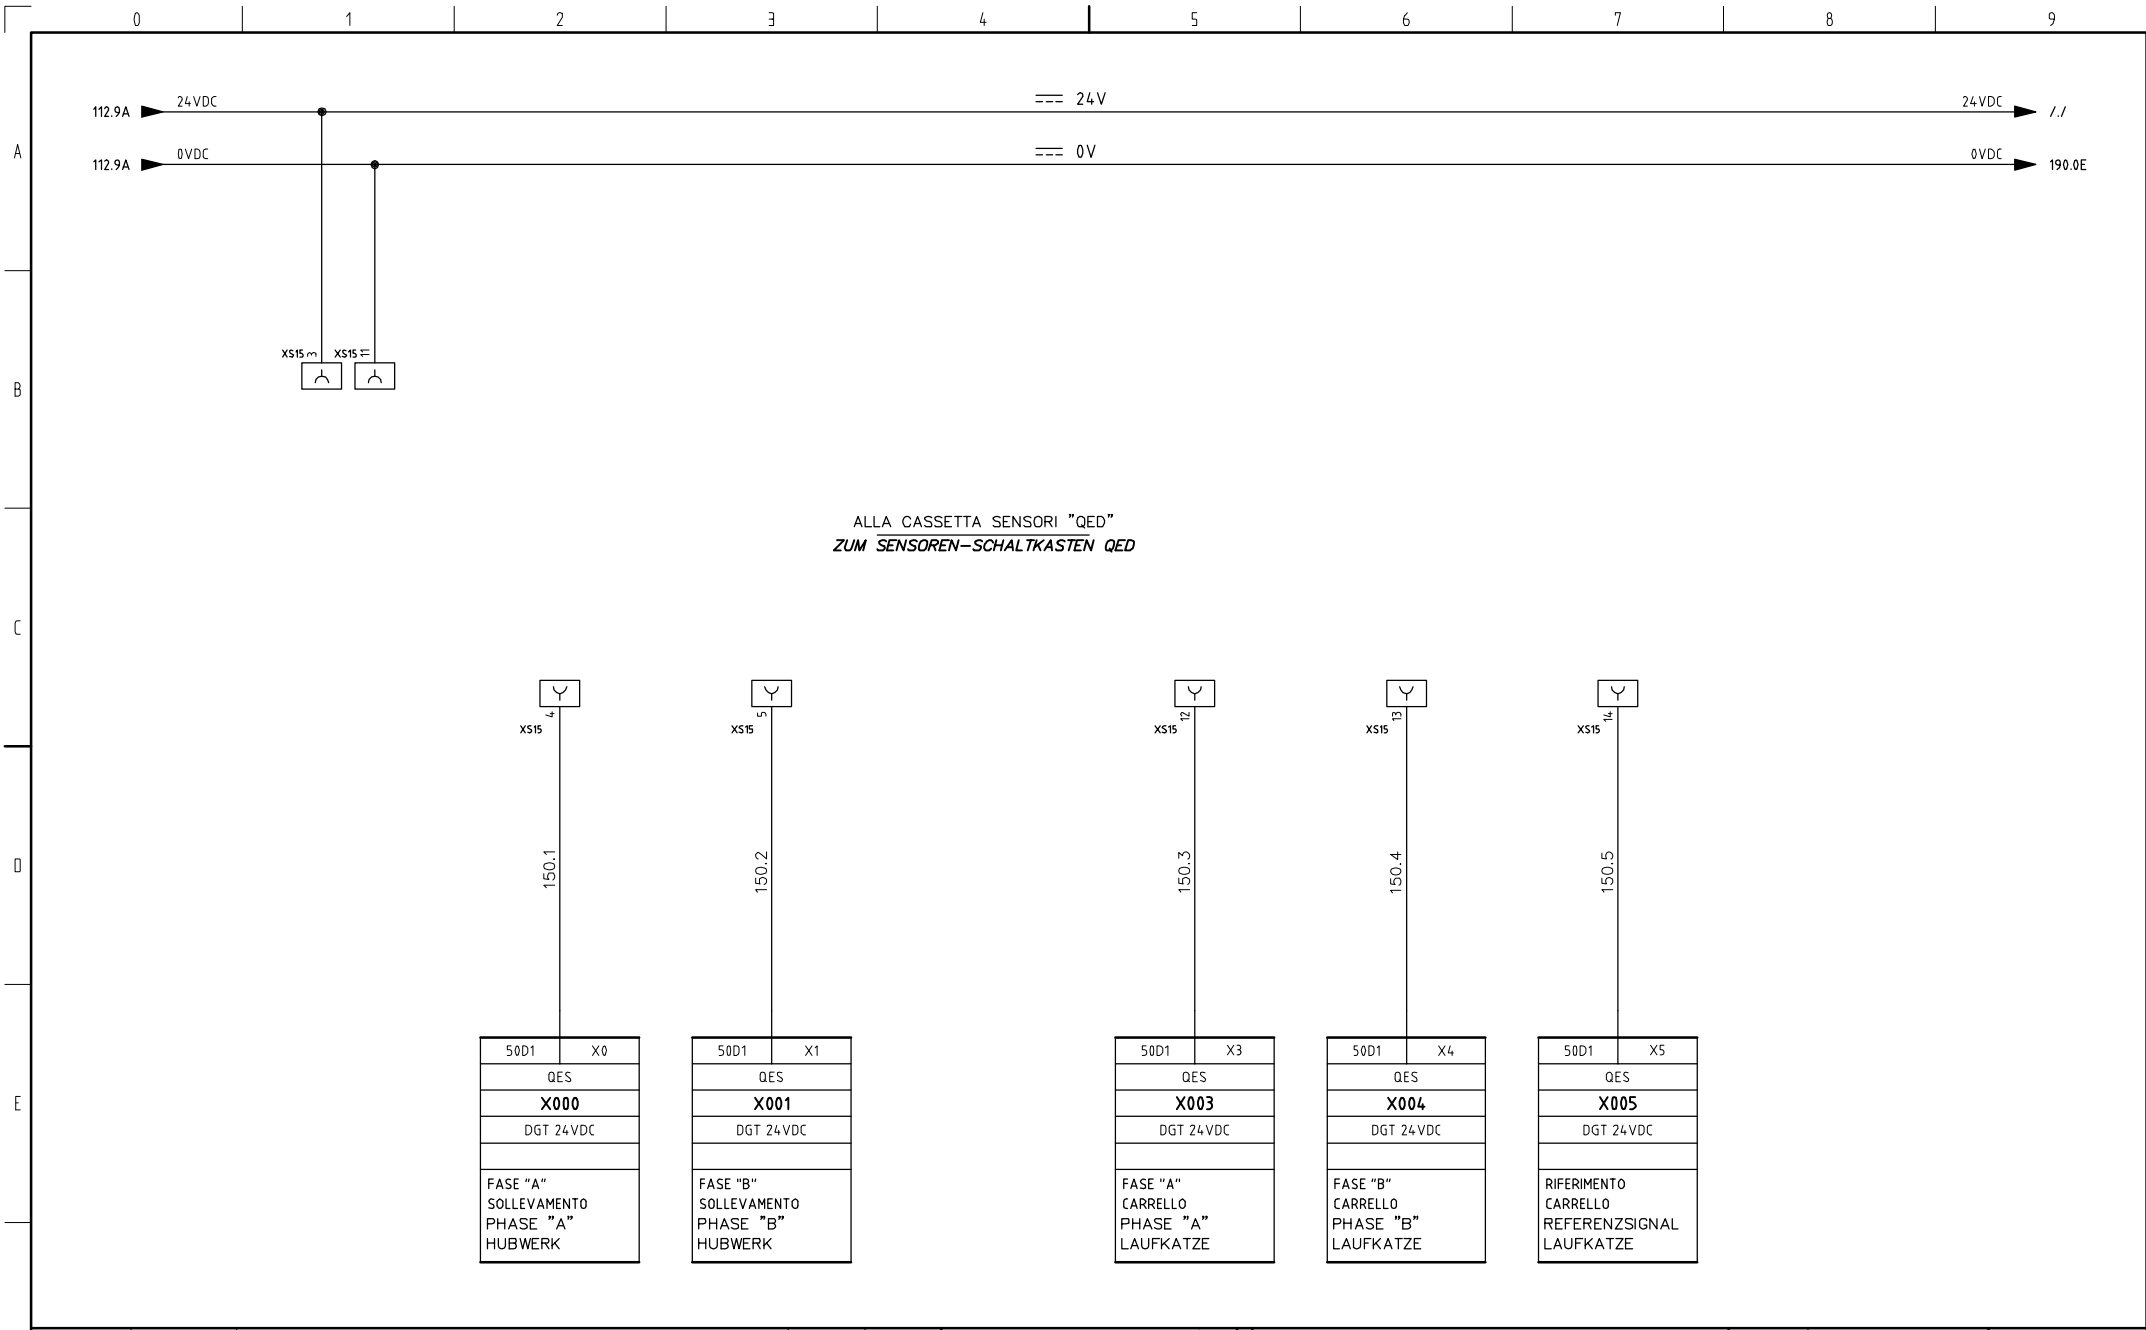 0 1 2 3 4 5 6 7 8 9
A
B
C
D
E
112.9A 24VDC 24V 24VDC /./
112.9A 0VDC 0V 0VDC 190.0E
XS15 3 XS15 11
ALLA CASSETTA SENSORI "QED"
ZUM SENSOREN-SCHALTKASTEN QED
4 5 12 13 14
XS15 XS15 XS15 XS15 XS15
150.1 150.2 150.3 150.4 150.5
50D1 X0
QES
X000
DGT 24VDC
FASE "A"
SOLLEVAMENTO
PHASE "A"
HUBWERK
50D1 X1
QES
X001
DGT 24VDC
FASE "B"
SOLLEVAMENTO
PHASE "B"
HUBWERK
50D1 X3
QES
X003
DGT 24VDC
FASE "A"
CARRELLO
PHASE "A"
LAUFKATZE
50D1 X4
QES
X004
DGT 24VDC
FASE "B"
CARRELLO
PHASE "B"
LAUFKATZE
50D1 X5
QES
X005
DGT 24VDC
RIFERIMENTO
CARRELLO
REFERENZSIGNAL
LAUFKATZE